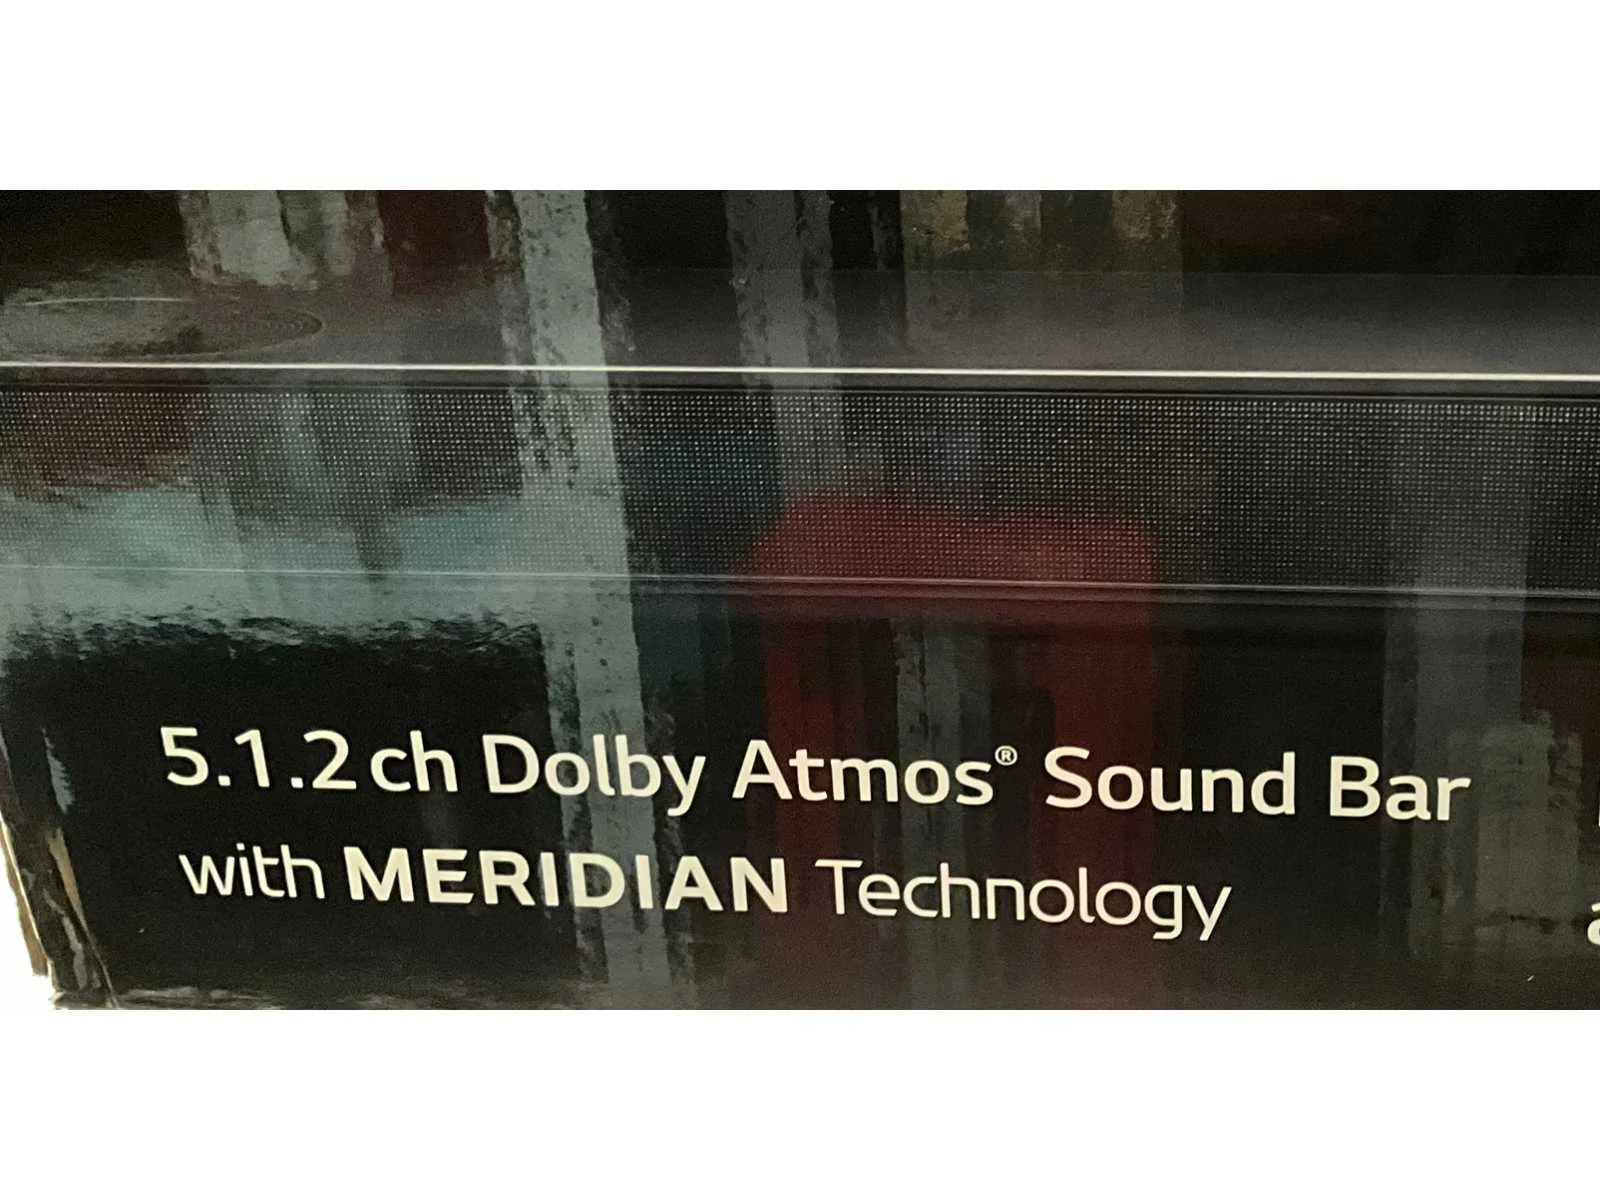 5.1.2 ch Dolby Atmos® Sound Bar
with MERIDIAN Technology